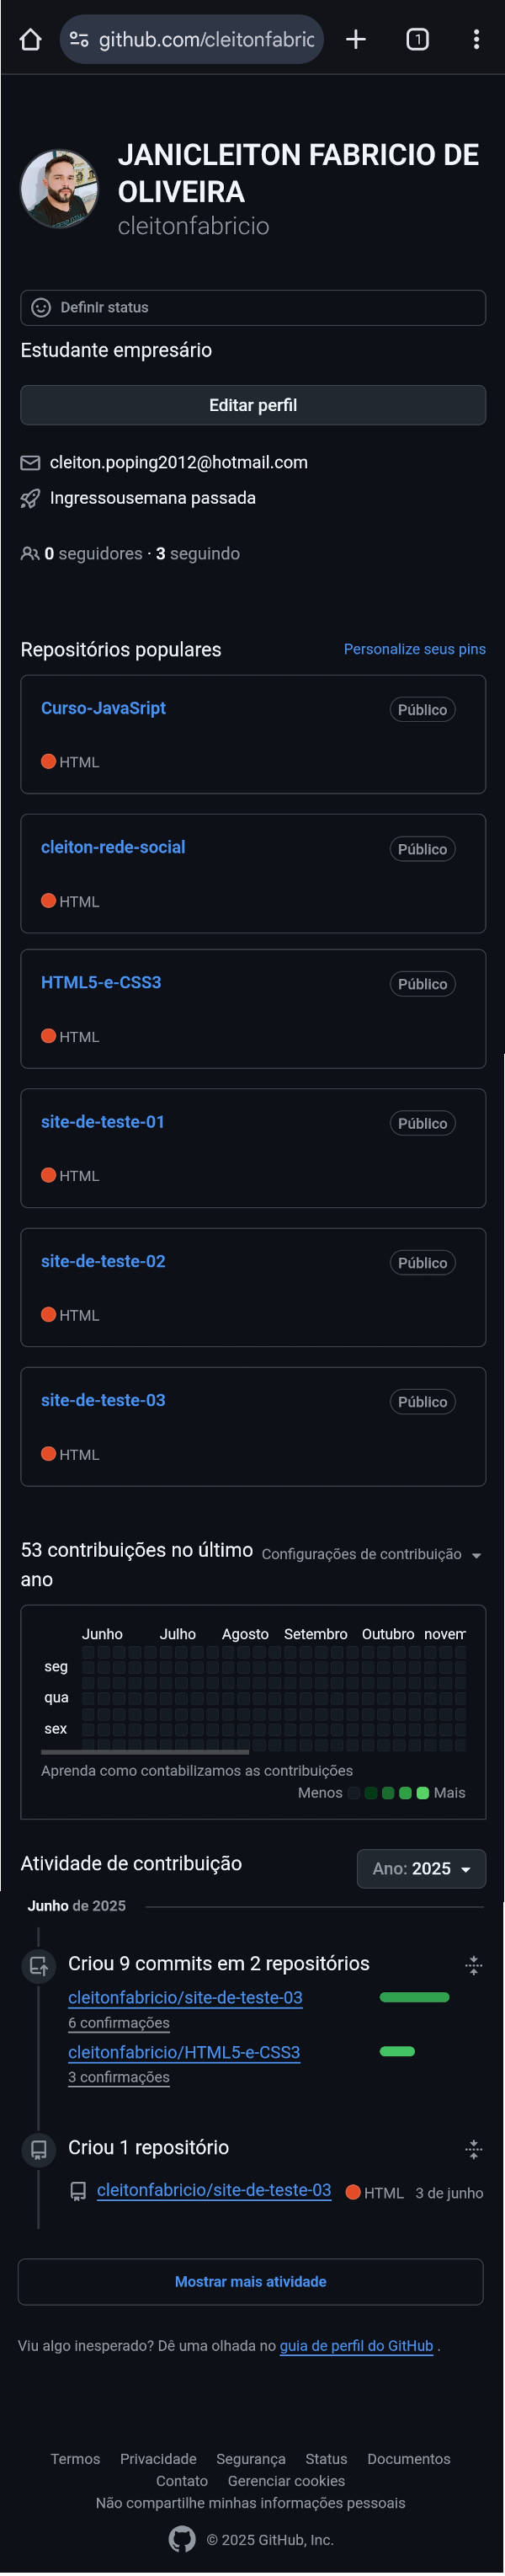 github.com/cleitonfabric
1
JANICLEITON FABRICIO DE
OLIVEIRA
cleitonfabricio
Definir status
Estudante empresário
Editar perfil
cleiton.poping2012@hotmail.com
Ingressousemana passada
0 seguidores · 3 seguindo
Repositórios populares
Personalize seus pins
Curso-JavaSript
Público
HTML
cleiton-rede-social
Público
HTML
HTML5-e-CSS3
Público
HTML
site-de-teste-01
Público
HTML
site-de-teste-02
Público
HTML
site-de-teste-03
Público
HTML
53 contribuições no último
ano
Configurações de contribuição
Junho Julho Agosto Setembro Outubro novem
seg
qua
sex
Aprenda como contabilizamos as contribuições
Menos Mais
Atividade de contribuição
Ano: 2025
Junho de 2025
Criou 9 commits em 2 repositórios
cleitonfabricio/site-de-teste-03
6 confirmações
cleitonfabricio/HTML5-e-CSS3
3 confirmações
Criou 1 repositório
cleitonfabricio/site-de-teste-03 HTML 3 de junho
Mostrar mais atividade
Viu algo inesperado? Dê uma olhada no guia de perfil do GitHub .
Termos Privacidade Segurança Status Documentos
Contato Gerenciar cookies
Não compartilhe minhas informações pessoais
© 2025 GitHub, Inc.